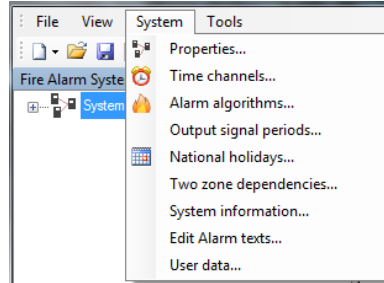 File View System Tools
Properties...
Fire Alarm Syste
Time channels...
System
Alarm algorithms...
Output signal periods...
National holidays...
Two zone dependencies...
System information...
Edit Alarm texts...
User data...